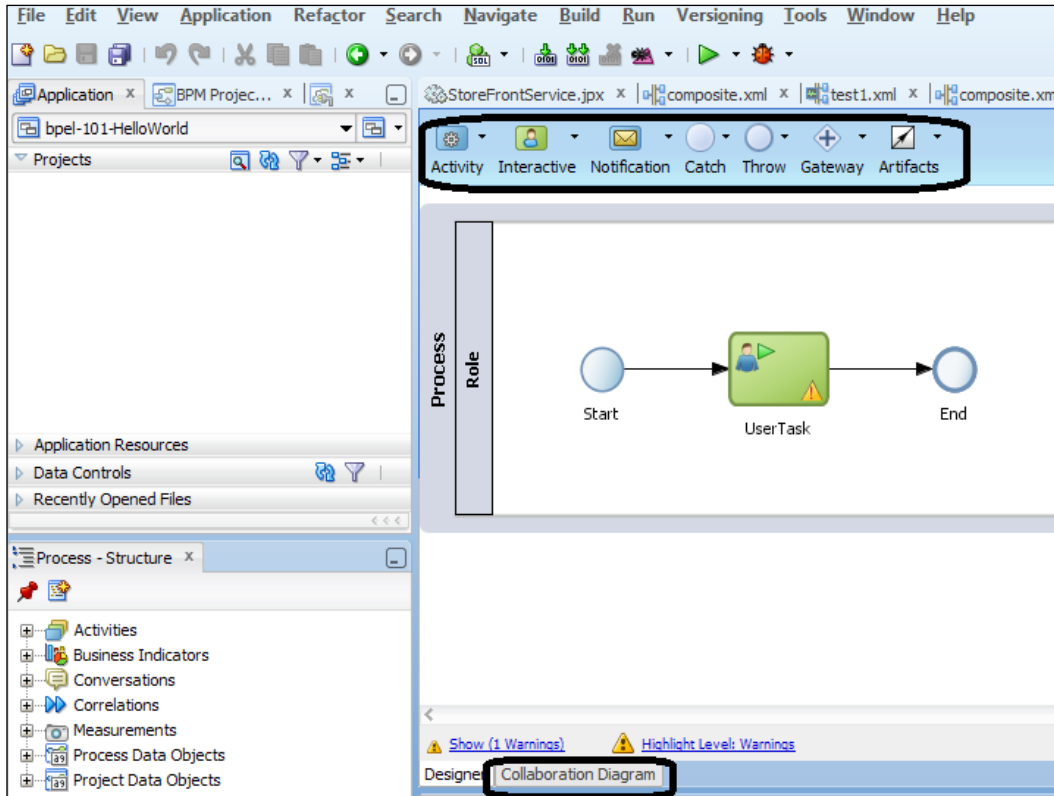 File Edit View Application Refactor Search Navigate Build Run Versioning Tools Window Help
Application BPM Projec... StoreFrontService.jpx composite.xml test1.xml composite.xm
bpel-101-HelloWorld
Projects
Activity Interactive Notification Catch Throw Gateway Artifacts
Process
Role
Start
UserTask
End
Application Resources
Data Controls
Recently Opened Files
Process - Structure
Activities
Business Indicators
Conversations
Correlations
Measurements
Process Data Objects
Project Data Objects
Show (1 Warnings) Highlight Level: Warnings
Designer Collaboration Diagram